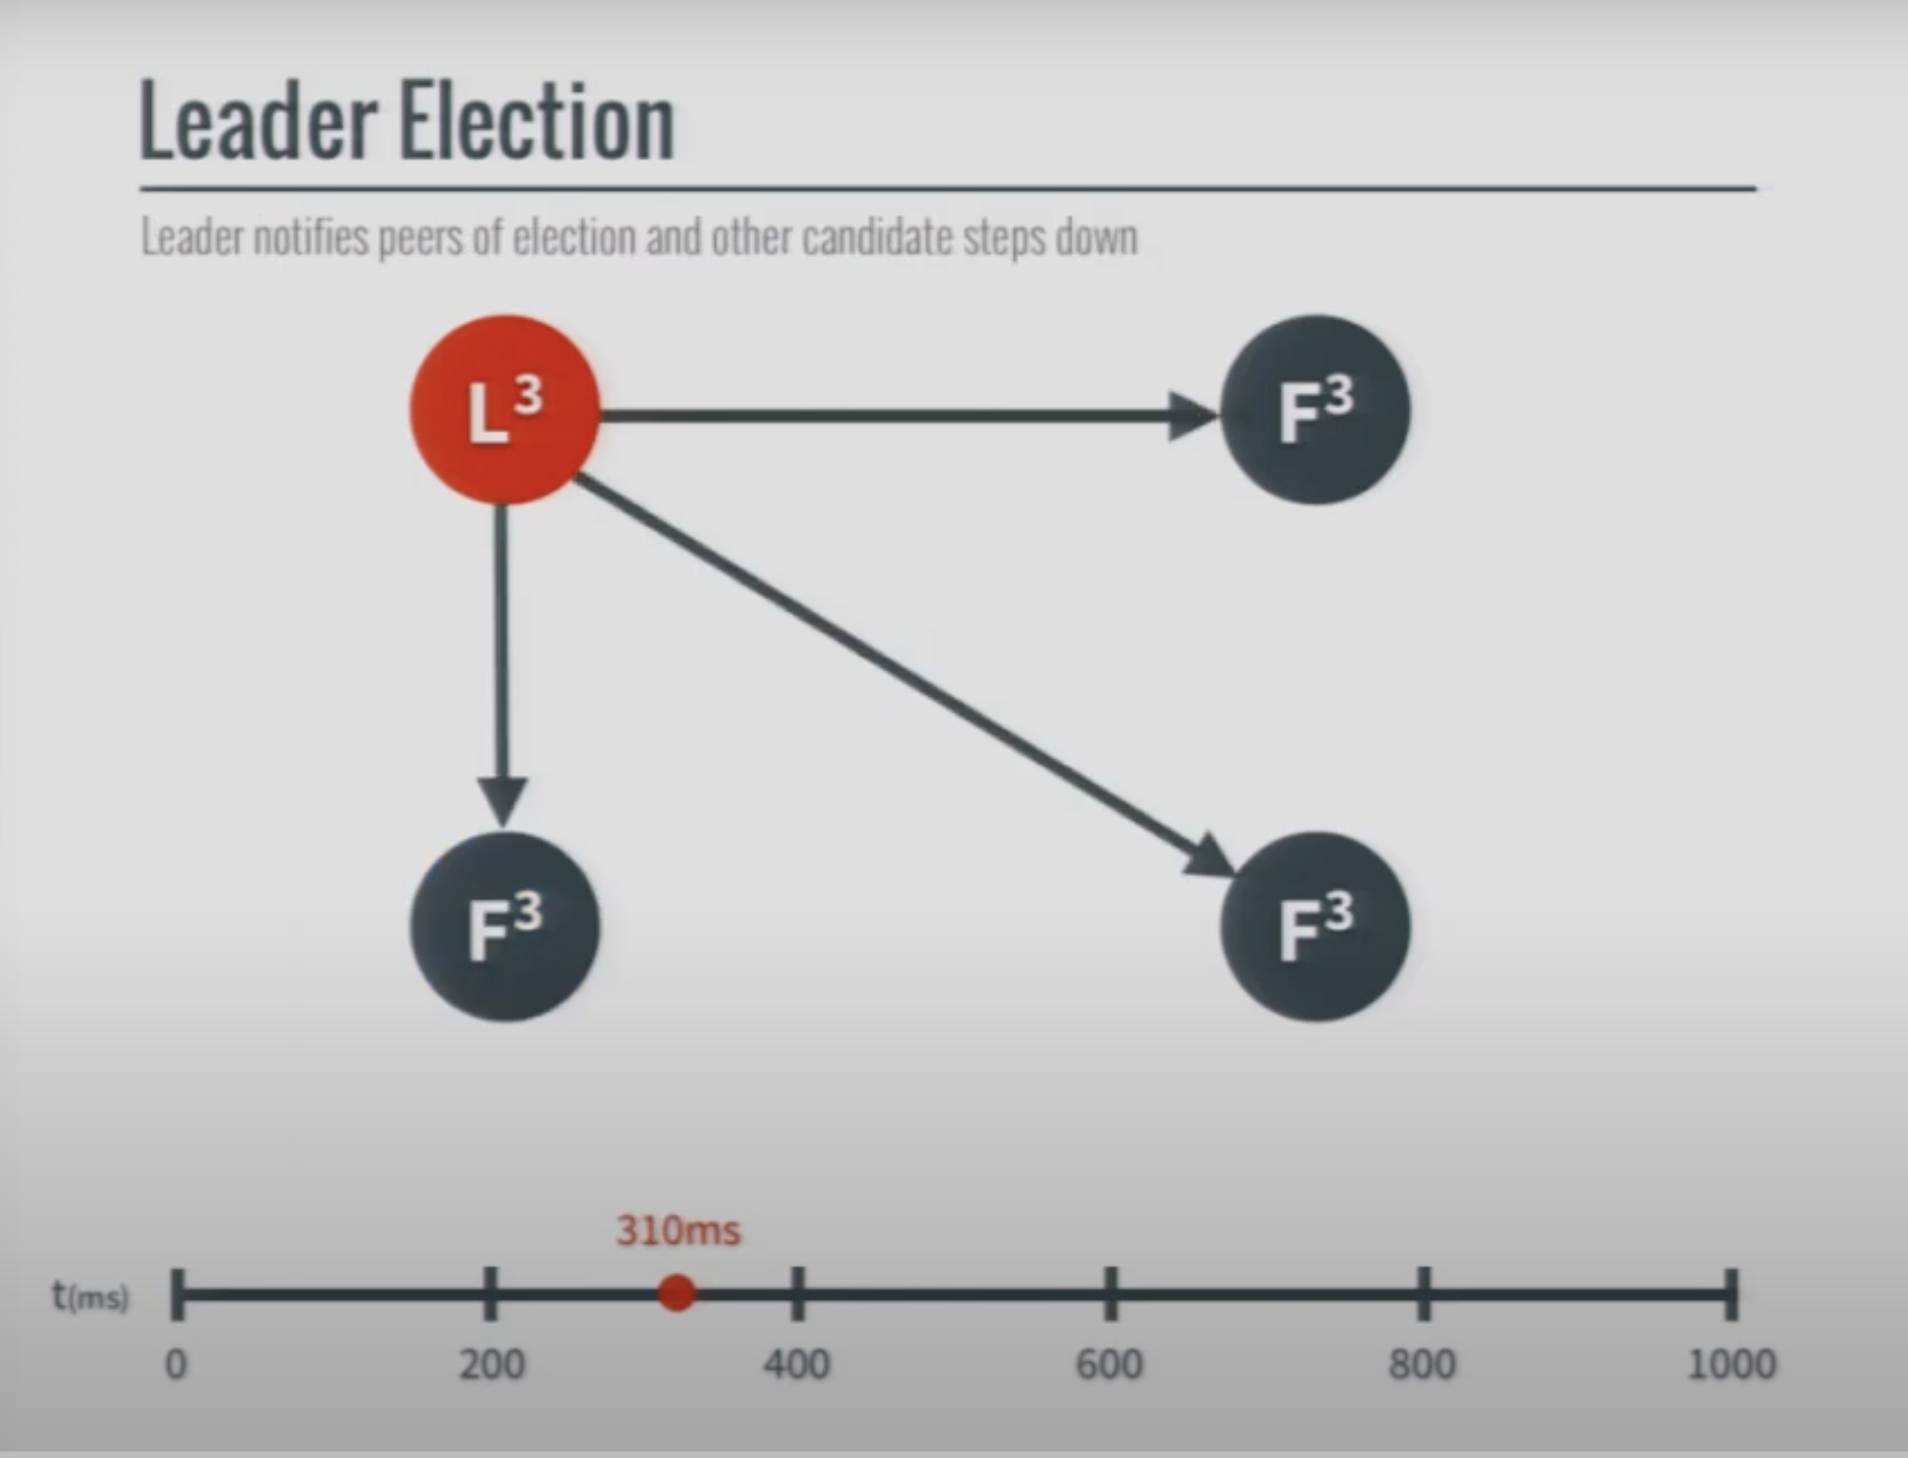 Leader Election
Leader notifies peers of election and other candidate steps down
L³ F³
F³ F³
310ms
t(ms)
0 200 400 600 800 1000